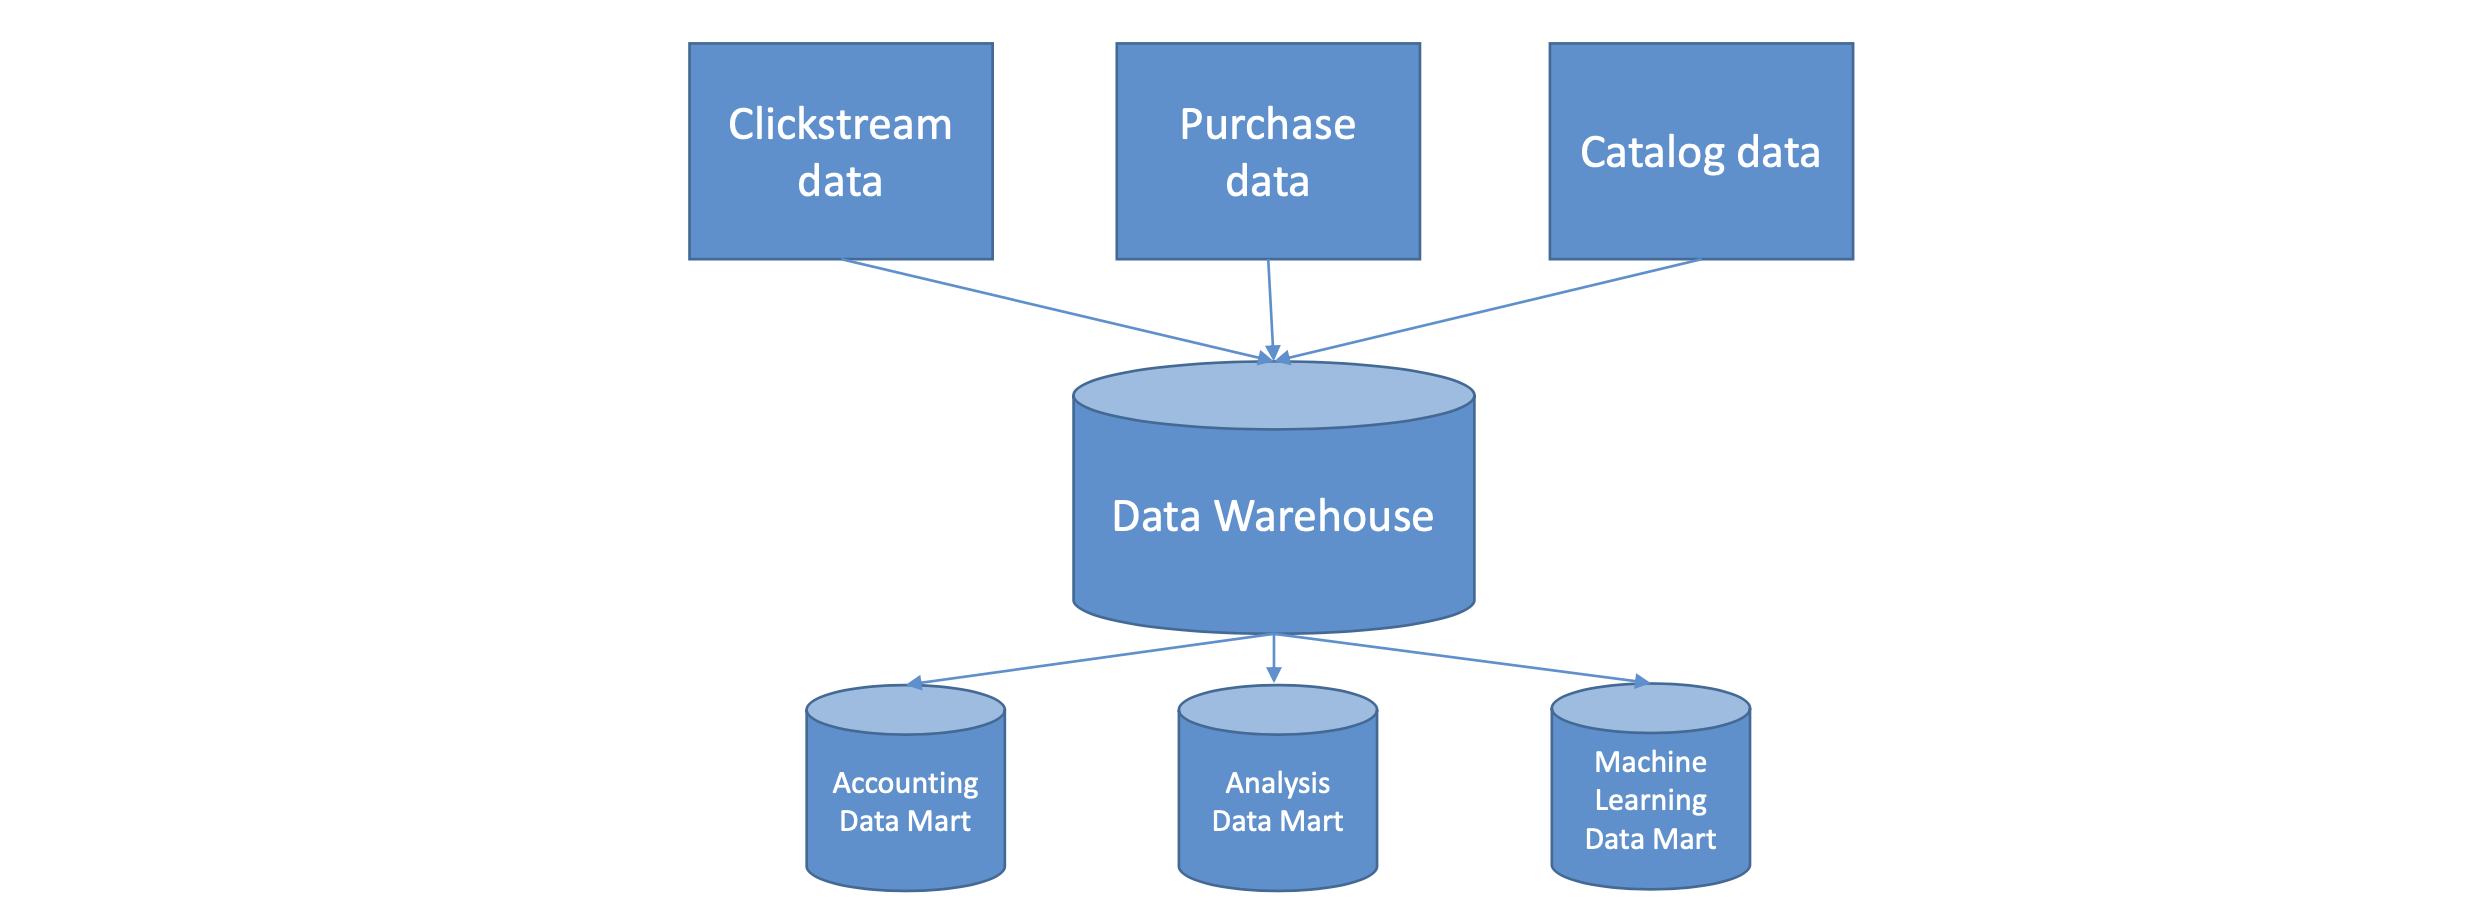 Clickstream
data
Purchase
data
Catalog data
Data Warehouse
Accounting
Data Mart
Analysis
Data Mart
Machine
Learning
Data Mart